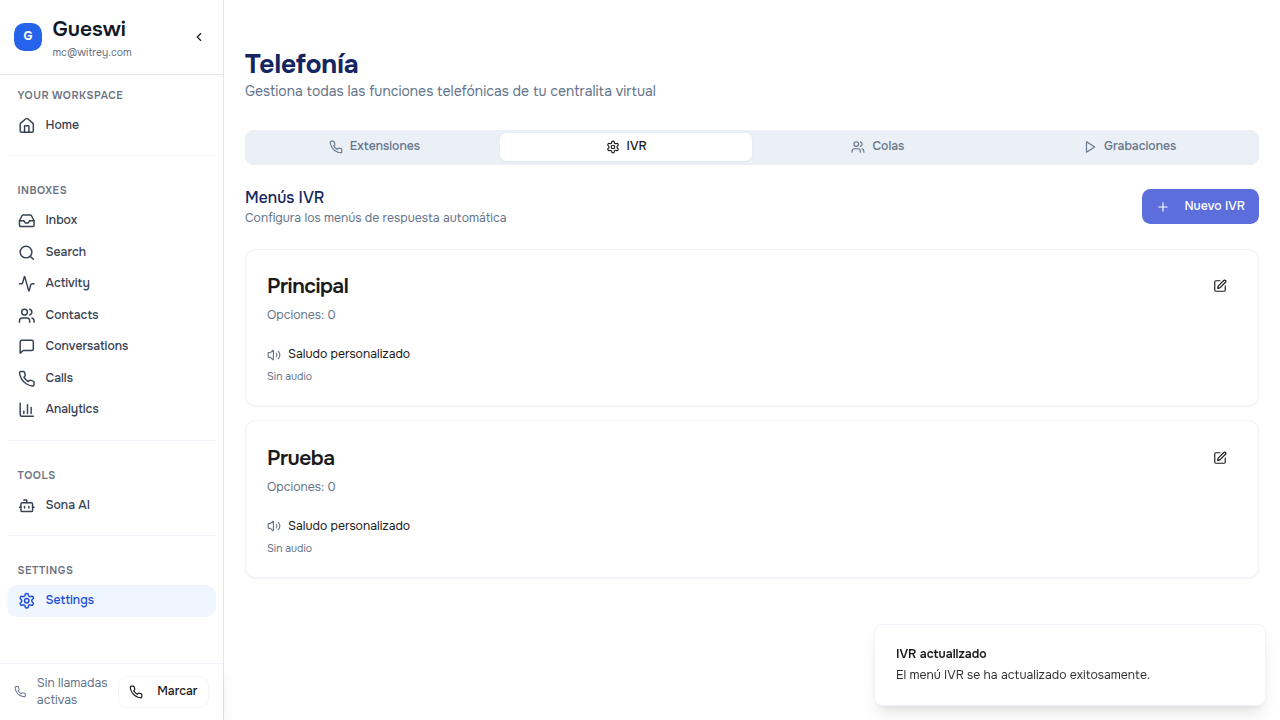 G
Gueswi
mc@witrey.com
YOUR WORKSPACE
Home
INBOXES
Inbox
Search
Activity
Contacts
Conversations
Calls
Analytics
TOOLS
Sona AI
SETTINGS
Settings
Sin llamadas
activas
Marcar
Telefonía
Gestiona todas las funciones telefónicas de tu centralita virtual
Extensiones
IVR
Colas
Grabaciones
Menús IVR
Configura los menús de respuesta automática
Nuevo IVR
Principal
Opciones: 0
Saludo personalizado
Sin audio
Prueba
Opciones: 0
Saludo personalizado
Sin audio
IVR actualizado
El menú IVR se ha actualizado exitosamente.